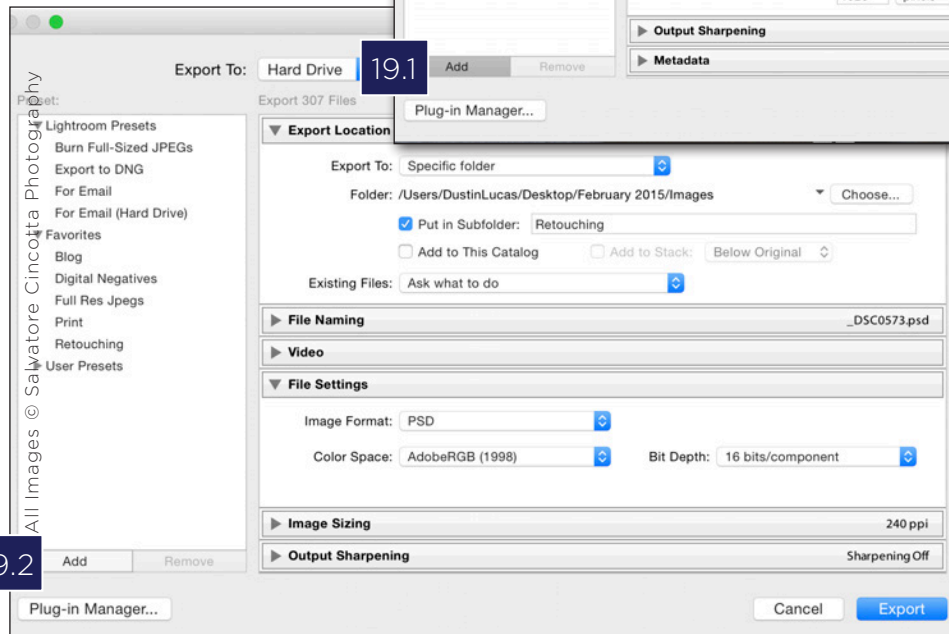 Output Sharpening
Metadata
19.1
Add Remove
Plug-in Manager...
Export To: Hard Drive
Preset:
Export 307 Files
Lightroom Presets
Burn Full-Sized JPEGs
Export to DNG
For Email
For Email (Hard Drive)
Favorites
Blog
Digital Negatives
Full Res Jpegs
Print
Retouching
User Presets
Export Location
Export To: Specific folder
Folder: /Users/DustinLucas/Desktop/February 2015/Images Choose...
Put in Subfolder: Retouching
Add to This Catalog Add to Stack: Below Original
Existing Files: Ask what to do
File Naming _DSC0573.psd
Video
File Settings
Image Format: PSD
Color Space: AdobeRGB (1998) Bit Depth: 16 bits/component
Image Sizing 240 ppi
Output Sharpening Sharpening Off
9.2
Add Remove
Plug-in Manager... Cancel Export
All Images © Salvatore Cincotta Photography